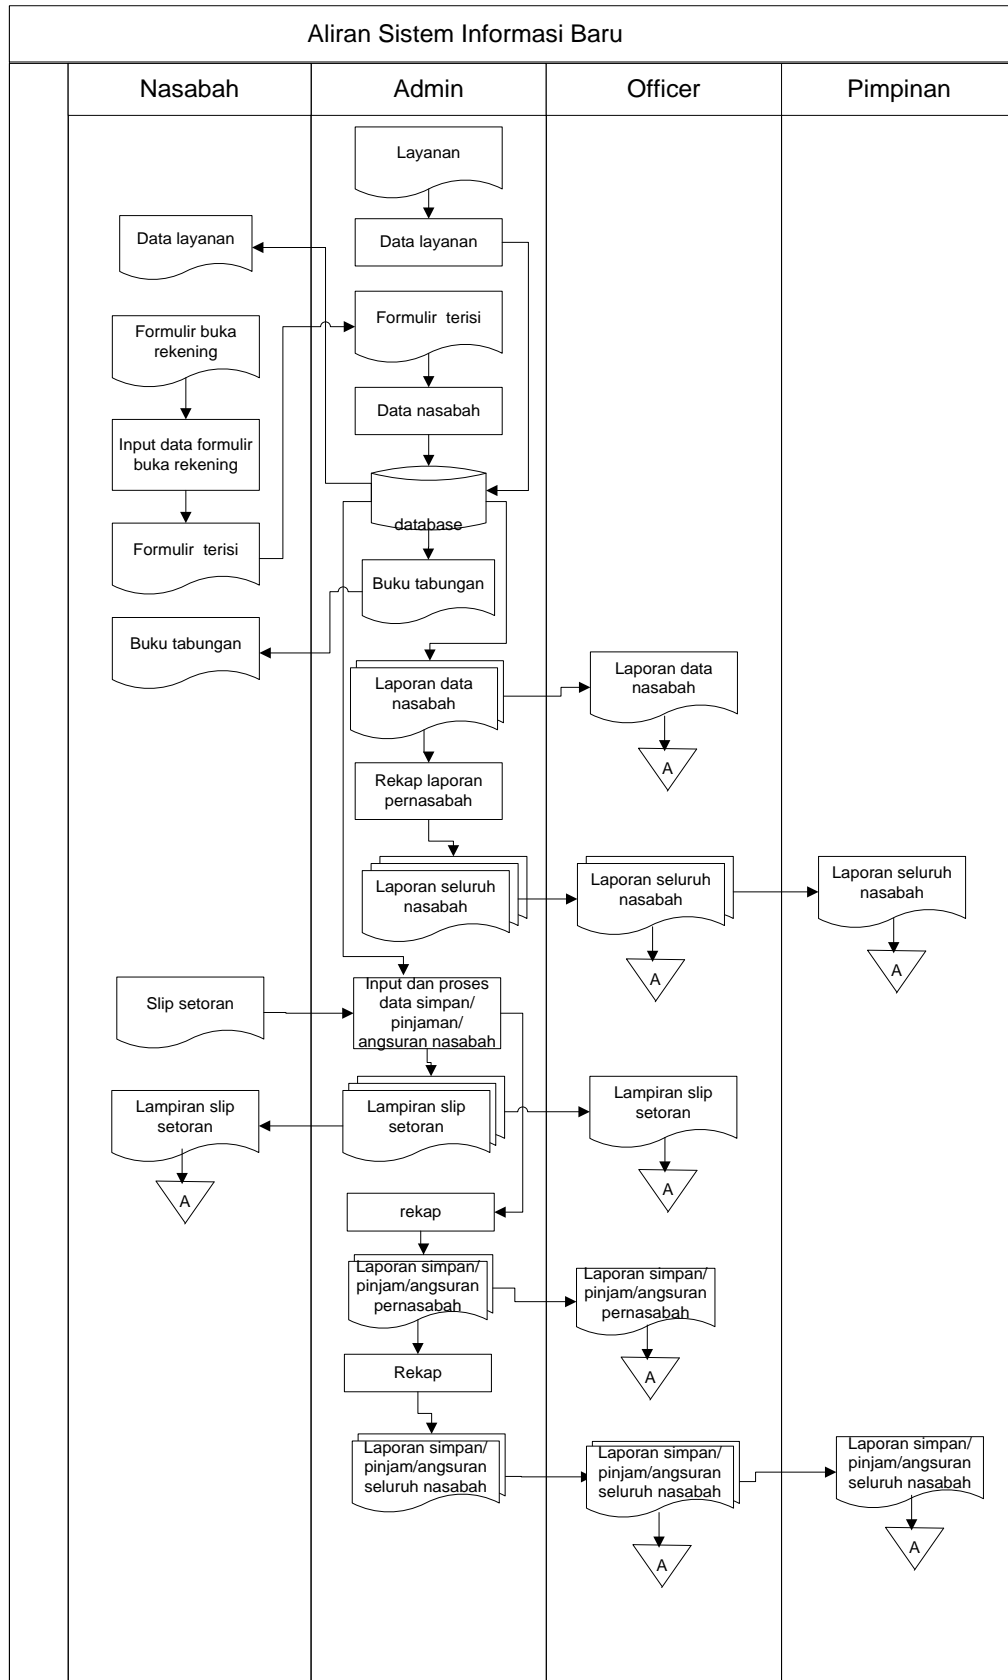 Aliran Sistem Informasi Baru
Nasabah
Admin
Officer
Pimpinan
Layanan
Data layanan
Data layanan
Formulir terisi
Formulir buka
rekening
Data nasabah
Input data formulir
buka rekening
database
Formulir terisi
Buku tabungan
Buku tabungan
Laporan data
nasabah
Laporan data
nasabah
A
Rekap laporan
pernasabah
Laporan seluruh
nasabah
Laporan seluruh
nasabah
Laporan seluruh
nasabah
A
A
Slip setoran
Input dan proses
data simpan/
pinjaman/
angsuran nasabah
Lampiran slip
setoran
Lampiran slip
setoran
Lampiran slip
setoran
A
A
rekap
Laporan simpan/
pinjam/angsuran
pernasabah
Laporan simpan/
pinjam/angsuran
pernasabah
A
Rekap
Laporan simpan/
pinjam/angsuran
seluruh nasabah
Laporan simpan/
pinjam/angsuran
seluruh nasabah
Laporan simpan/
pinjam/angsuran
seluruh nasabah
A
A